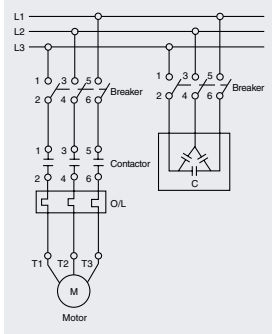 L1
L2
L3
1 3 5
Breaker
2 4 6
1 3 5
Breaker
2 4 6
1 3 5
Contactor
2 4 6
O/L
C
T1 T2 T3
M
Motor